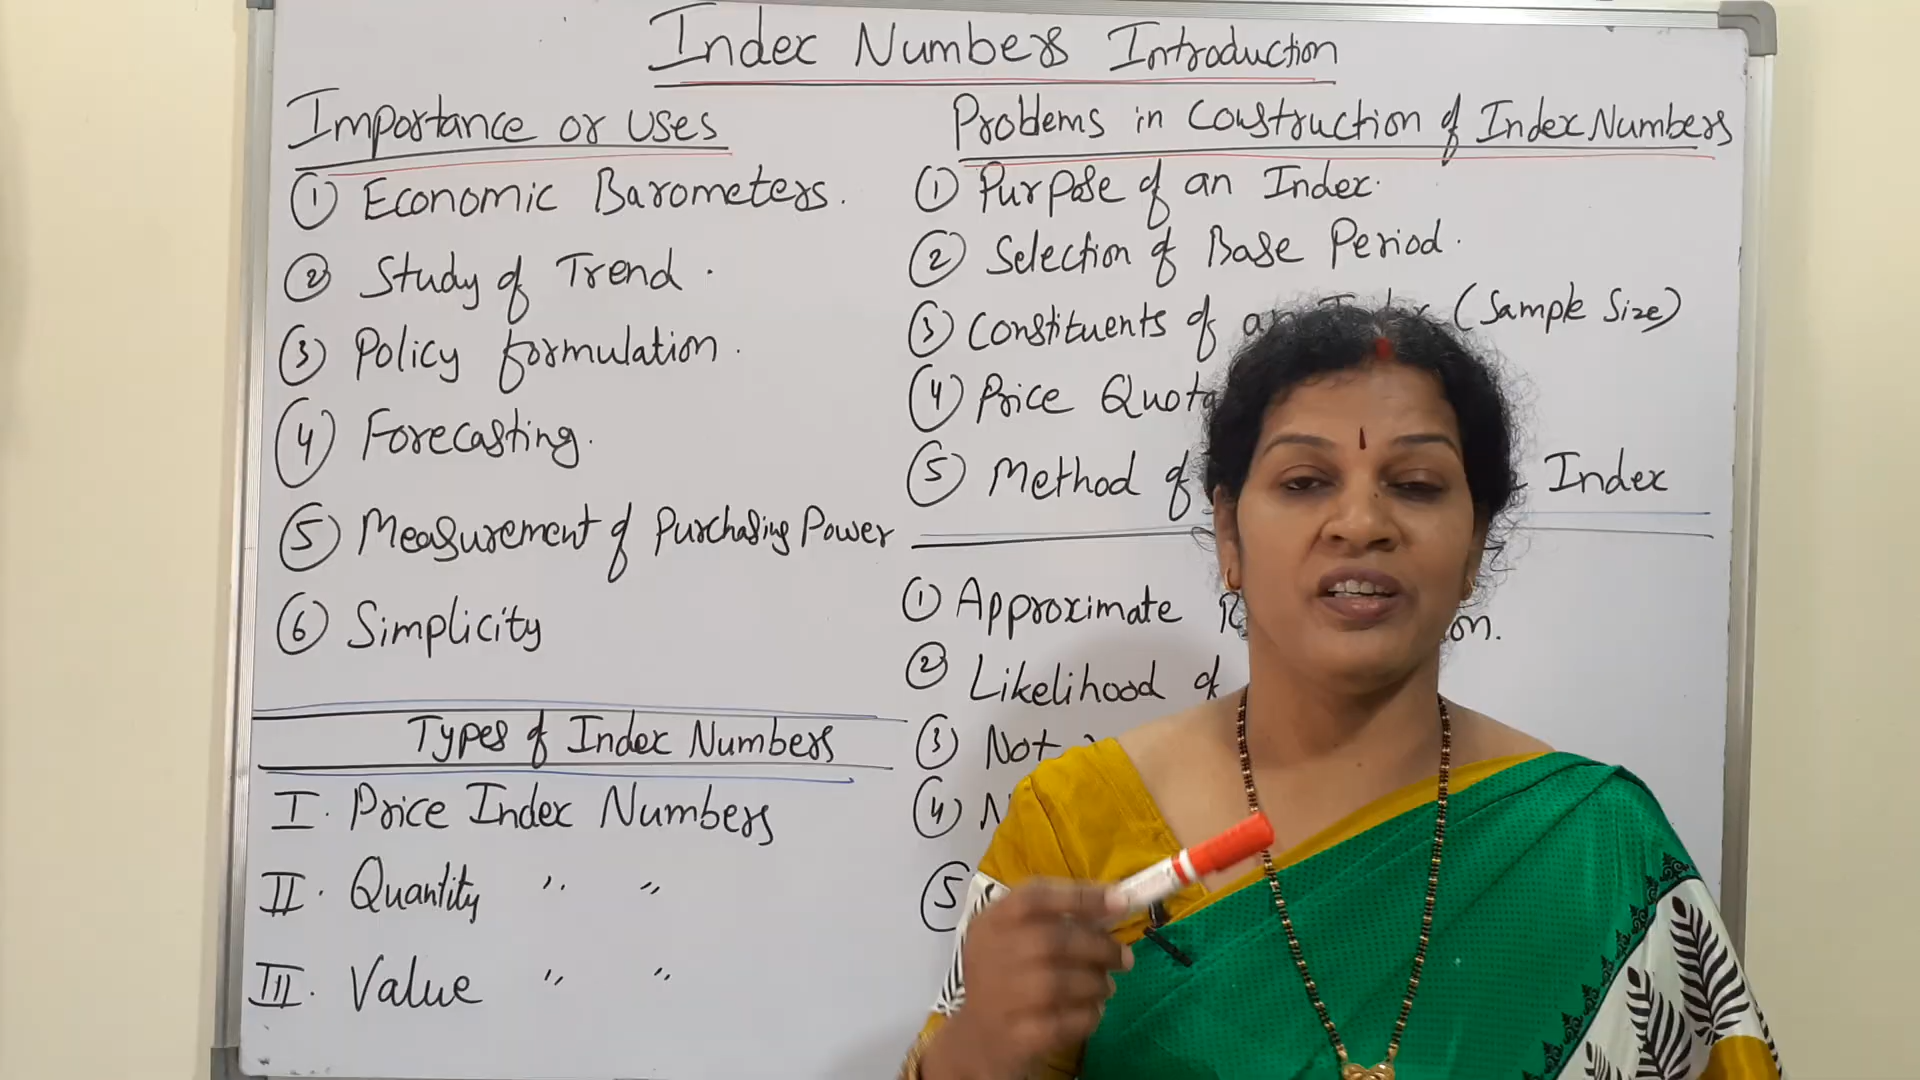 Index Numbers Introduction
Importance or Uses
① Economic Barometers.
② Study of Trend.
③ Policy formulation.
④ Forecasting.
⑤ Measurement of Purchasing Power
⑥ Simplicity
Types of Index Numbers
I. Price Index Numbers
II. Quantity " "
III. Value " "
Problems in Construction of Index Numbers
① Purpose of an Index.
② Selection of Base Period.
③ Constituents of an (Sample Size)
④ Price
⑤ Method of Index
① Approximate
② Likelihood of
③ Not
④
⑤